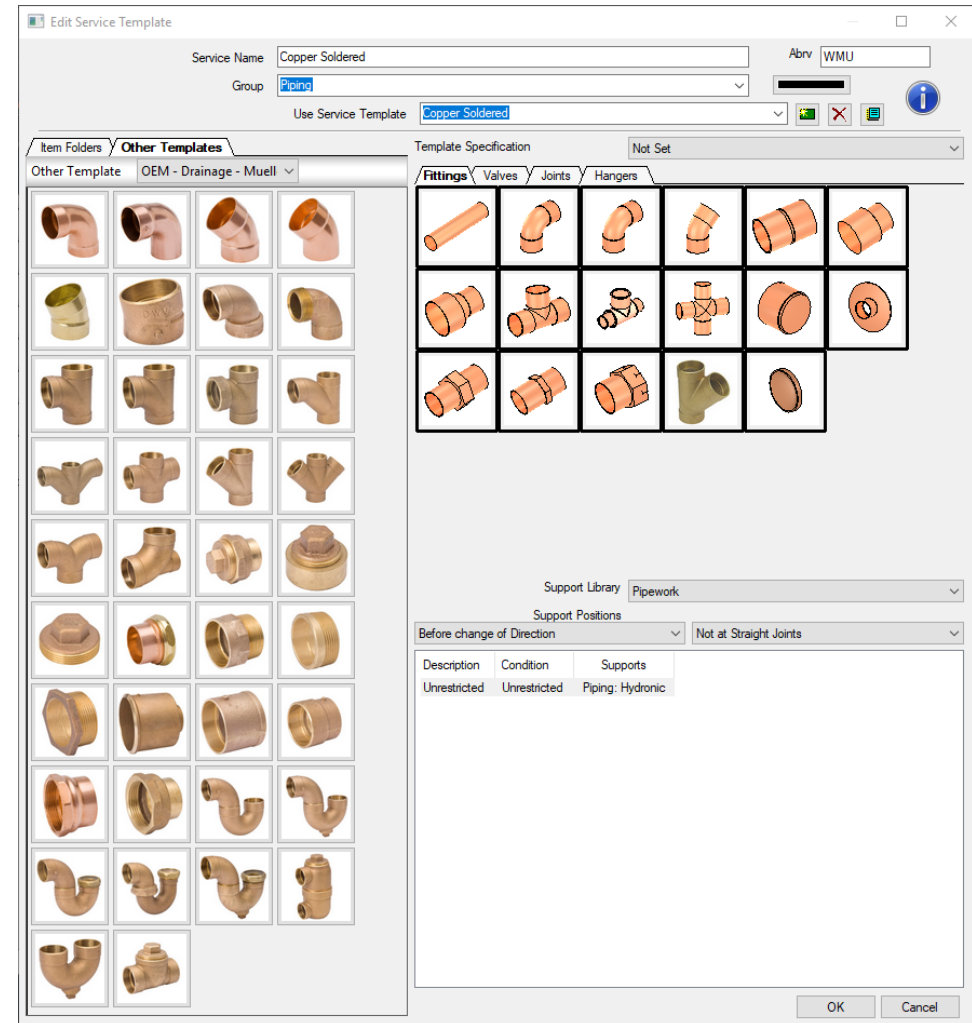 Edit Service Template
Service Name Copper Soldered Abrv WMU
Group Piping
Use Service Template Copper Soldered
Item Folders Other Templates
Other Template OEM - Drainage - Muell
Template Specification Not Set
Fittings Valves Joints Hangers
Support Library Pipework
Support Positions
Before change of Direction Not at Straight Joints
Description Condition Supports
Unrestricted Unrestricted Piping: Hydronic
OK Cancel